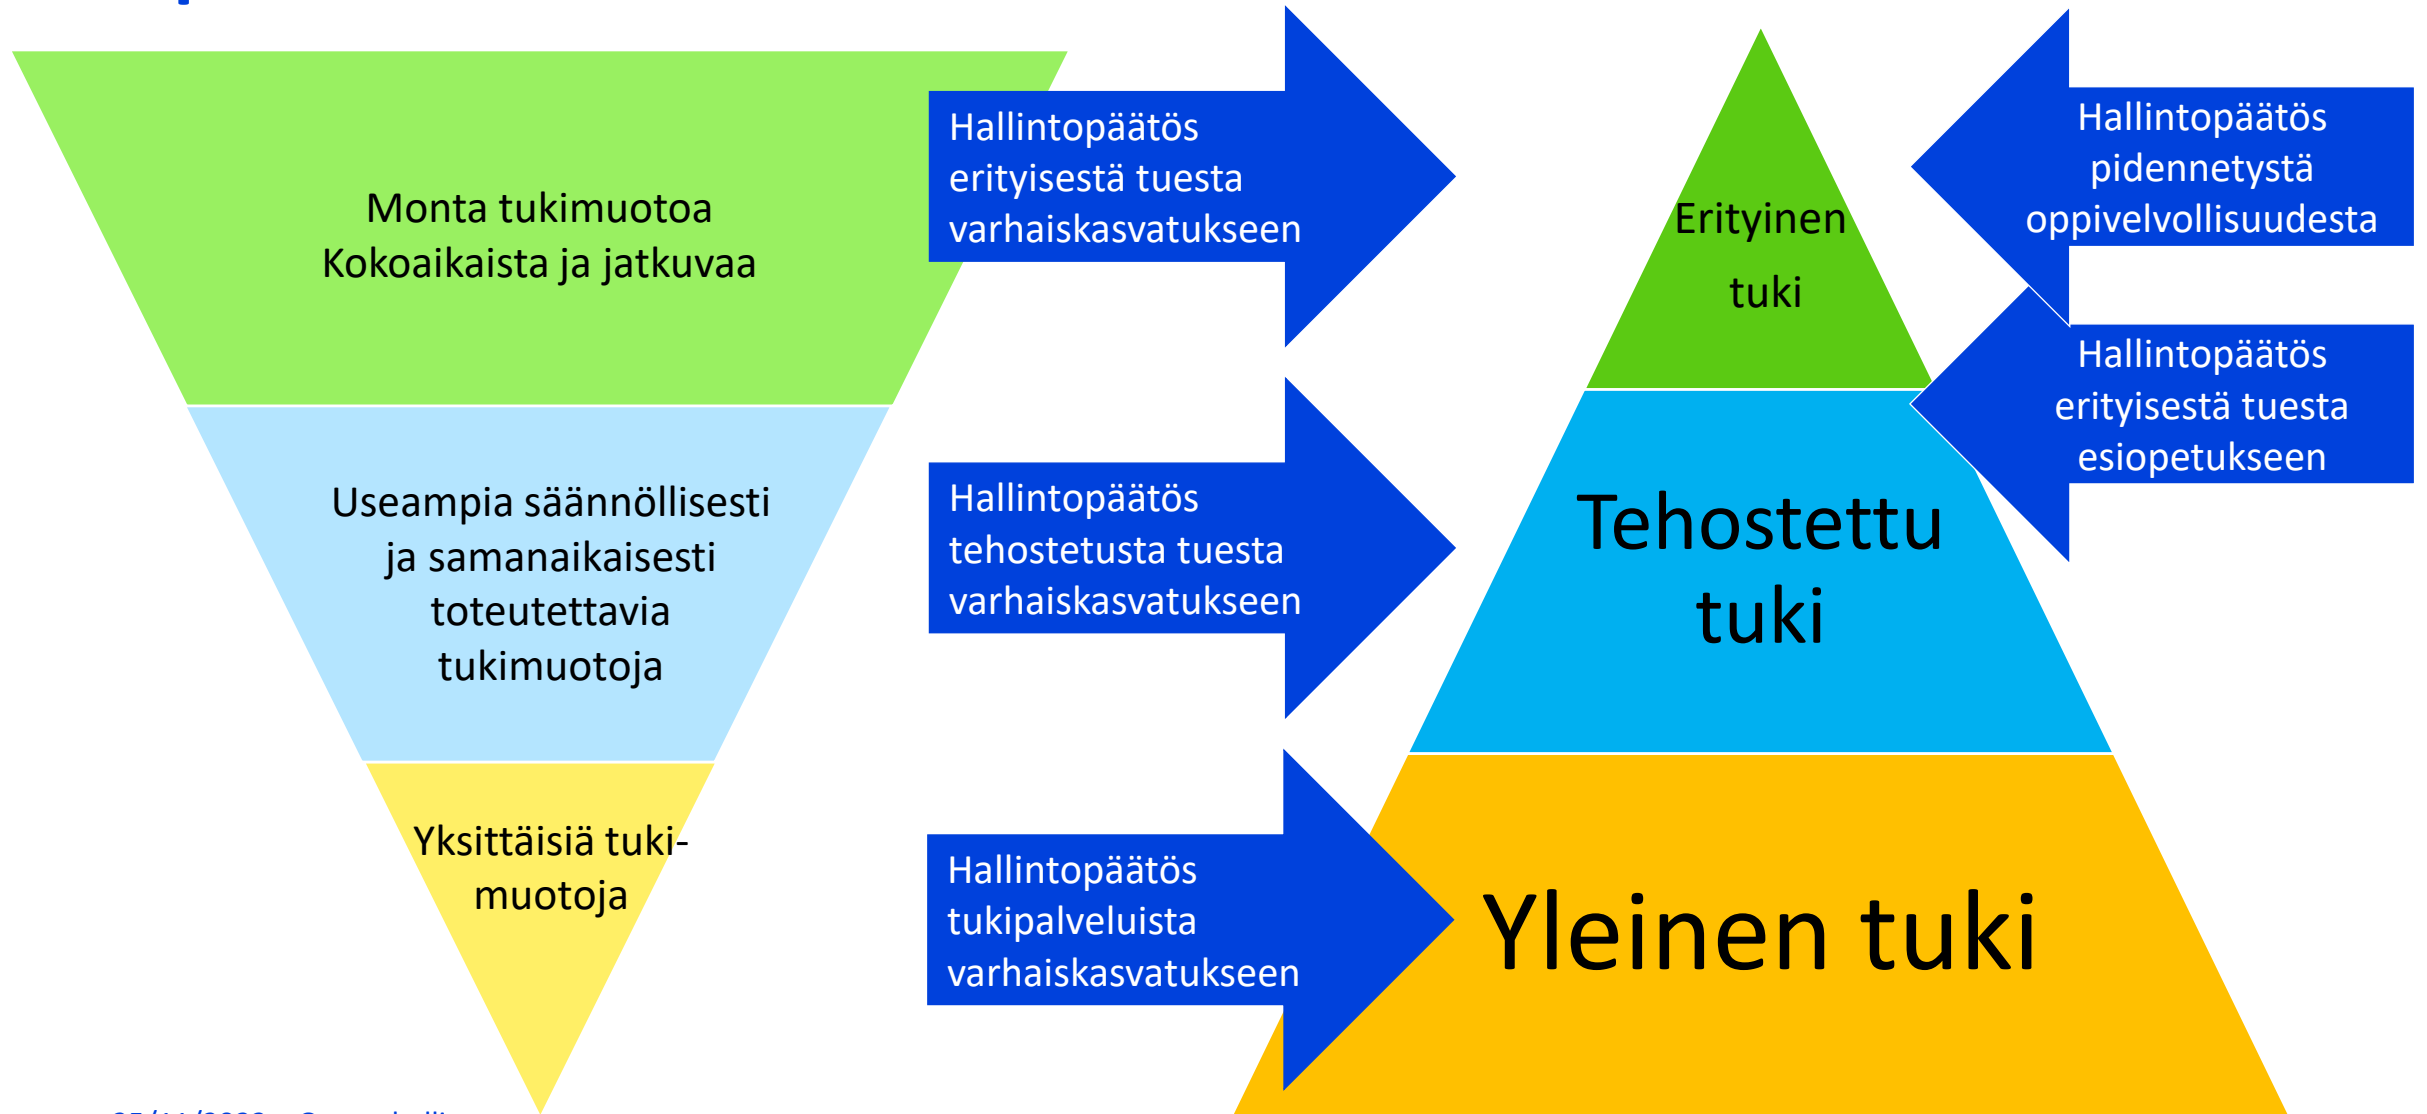 Monta tukimuotoa
Kokoaikaista ja jatkuvaa
Useampia säännöllisesti
ja samanaikaisesti
toteutettavia
tukimuotoja
Yksittäisiä tuki-
muotoja
Hallintopäätös
erityisestä tuesta
varhaiskasvatukseen
Hallintopäätös
tehostetusta tuesta
varhaiskasvatukseen
Hallintopäätös
tukipalveluista
varhaiskasvatukseen
Erityinen
tuki
Tehostettu
tuki
Yleinen tuki
Hallintopäätös
pidennetystä
oppivelvollisuudesta
Hallintopäätös
erityisestä tuesta
esiopetukseen